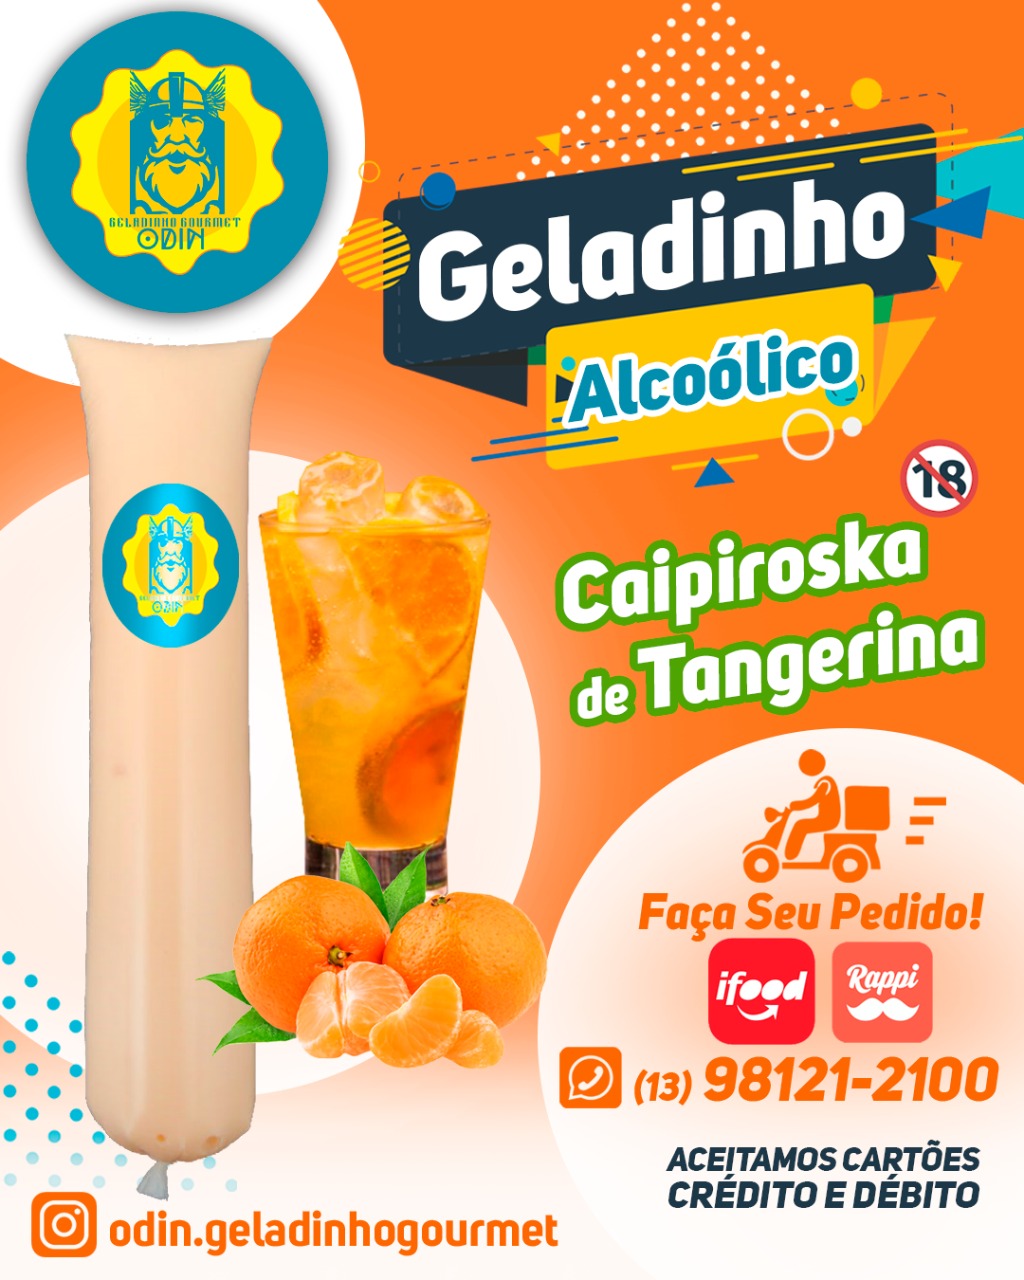 GELADINHO GOURMET
ODIN
Geladinho
Alcoólico
18
Caipiroska
de Tangerina
ODIN
Faça Seu Pedido!
ifood
Rappi
(13) 98121-2100
ACEITAMOS CARTÕES
CRÉDITO E DÉBITO
odin.geladinhogourmet